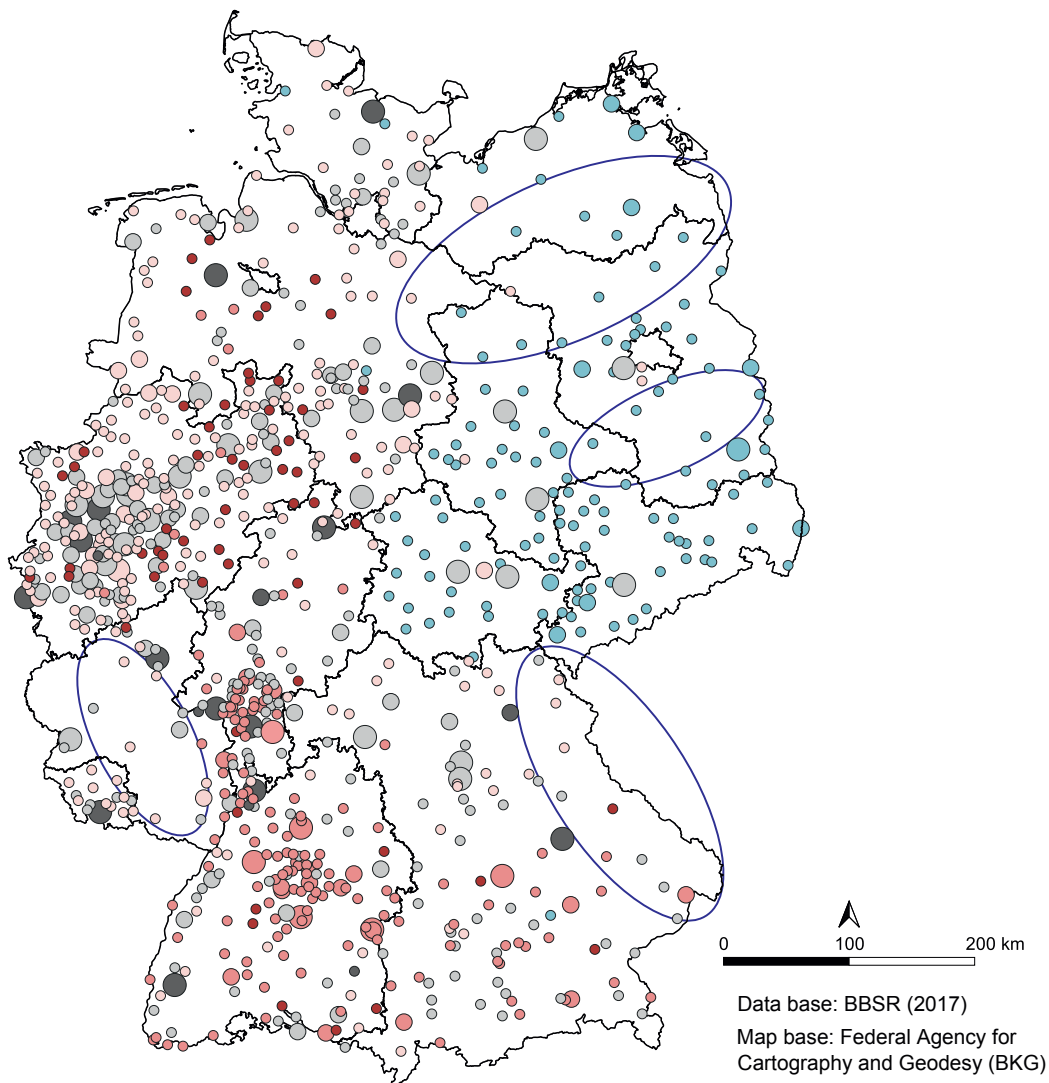 0 100 200 km
Data base: BBSR (2017)
Map base: Federal Agency for
Cartography and Geodesy (BKG)